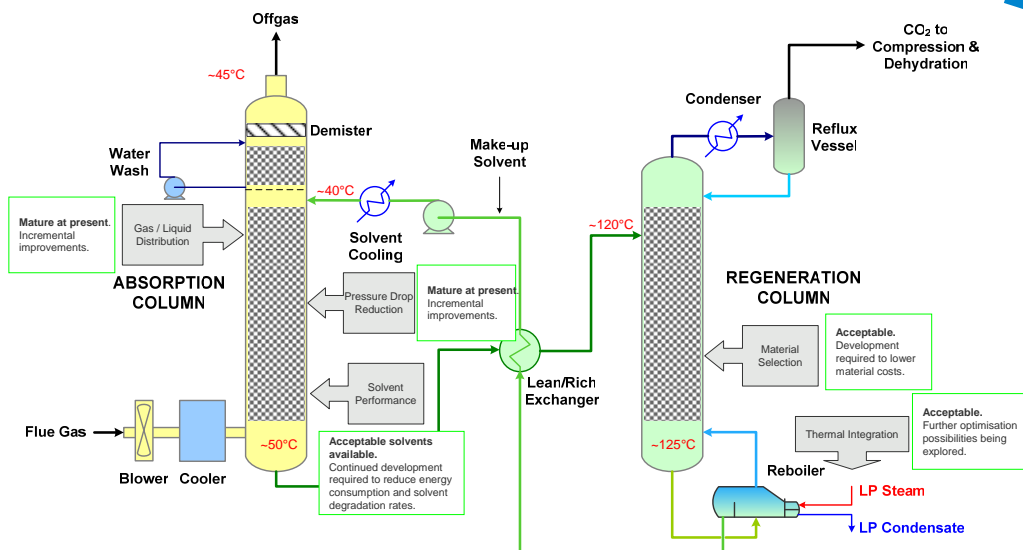 Offgas
~45°C
Demister
Water
Wash
Mature at present.
Incremental
improvements.
Gas / Liquid
Distribution
ABSORPTION
COLUMN
~40°C
Solvent
Cooling
Make-up
Solvent
Pressure Drop
Reduction
Mature at present.
Incremental
improvements.
Solvent
Performance
Lean/Rich
Exchanger
Flue Gas
Blower
Cooler
~50°C
Acceptable solvents
available.
Continued development
required to reduce energy
consumption and solvent
degradation rates.
CO₂ to
Compression &
Dehydration
Condenser
Reflux
Vessel
~120°C
REGENERATION
COLUMN
Material
Selection
Acceptable.
Development
required to lower
material costs.
Thermal Integration
Acceptable.
Further optimisation
possibilities being
explored.
~125°C
Reboiler
LP Steam
LP Condensate